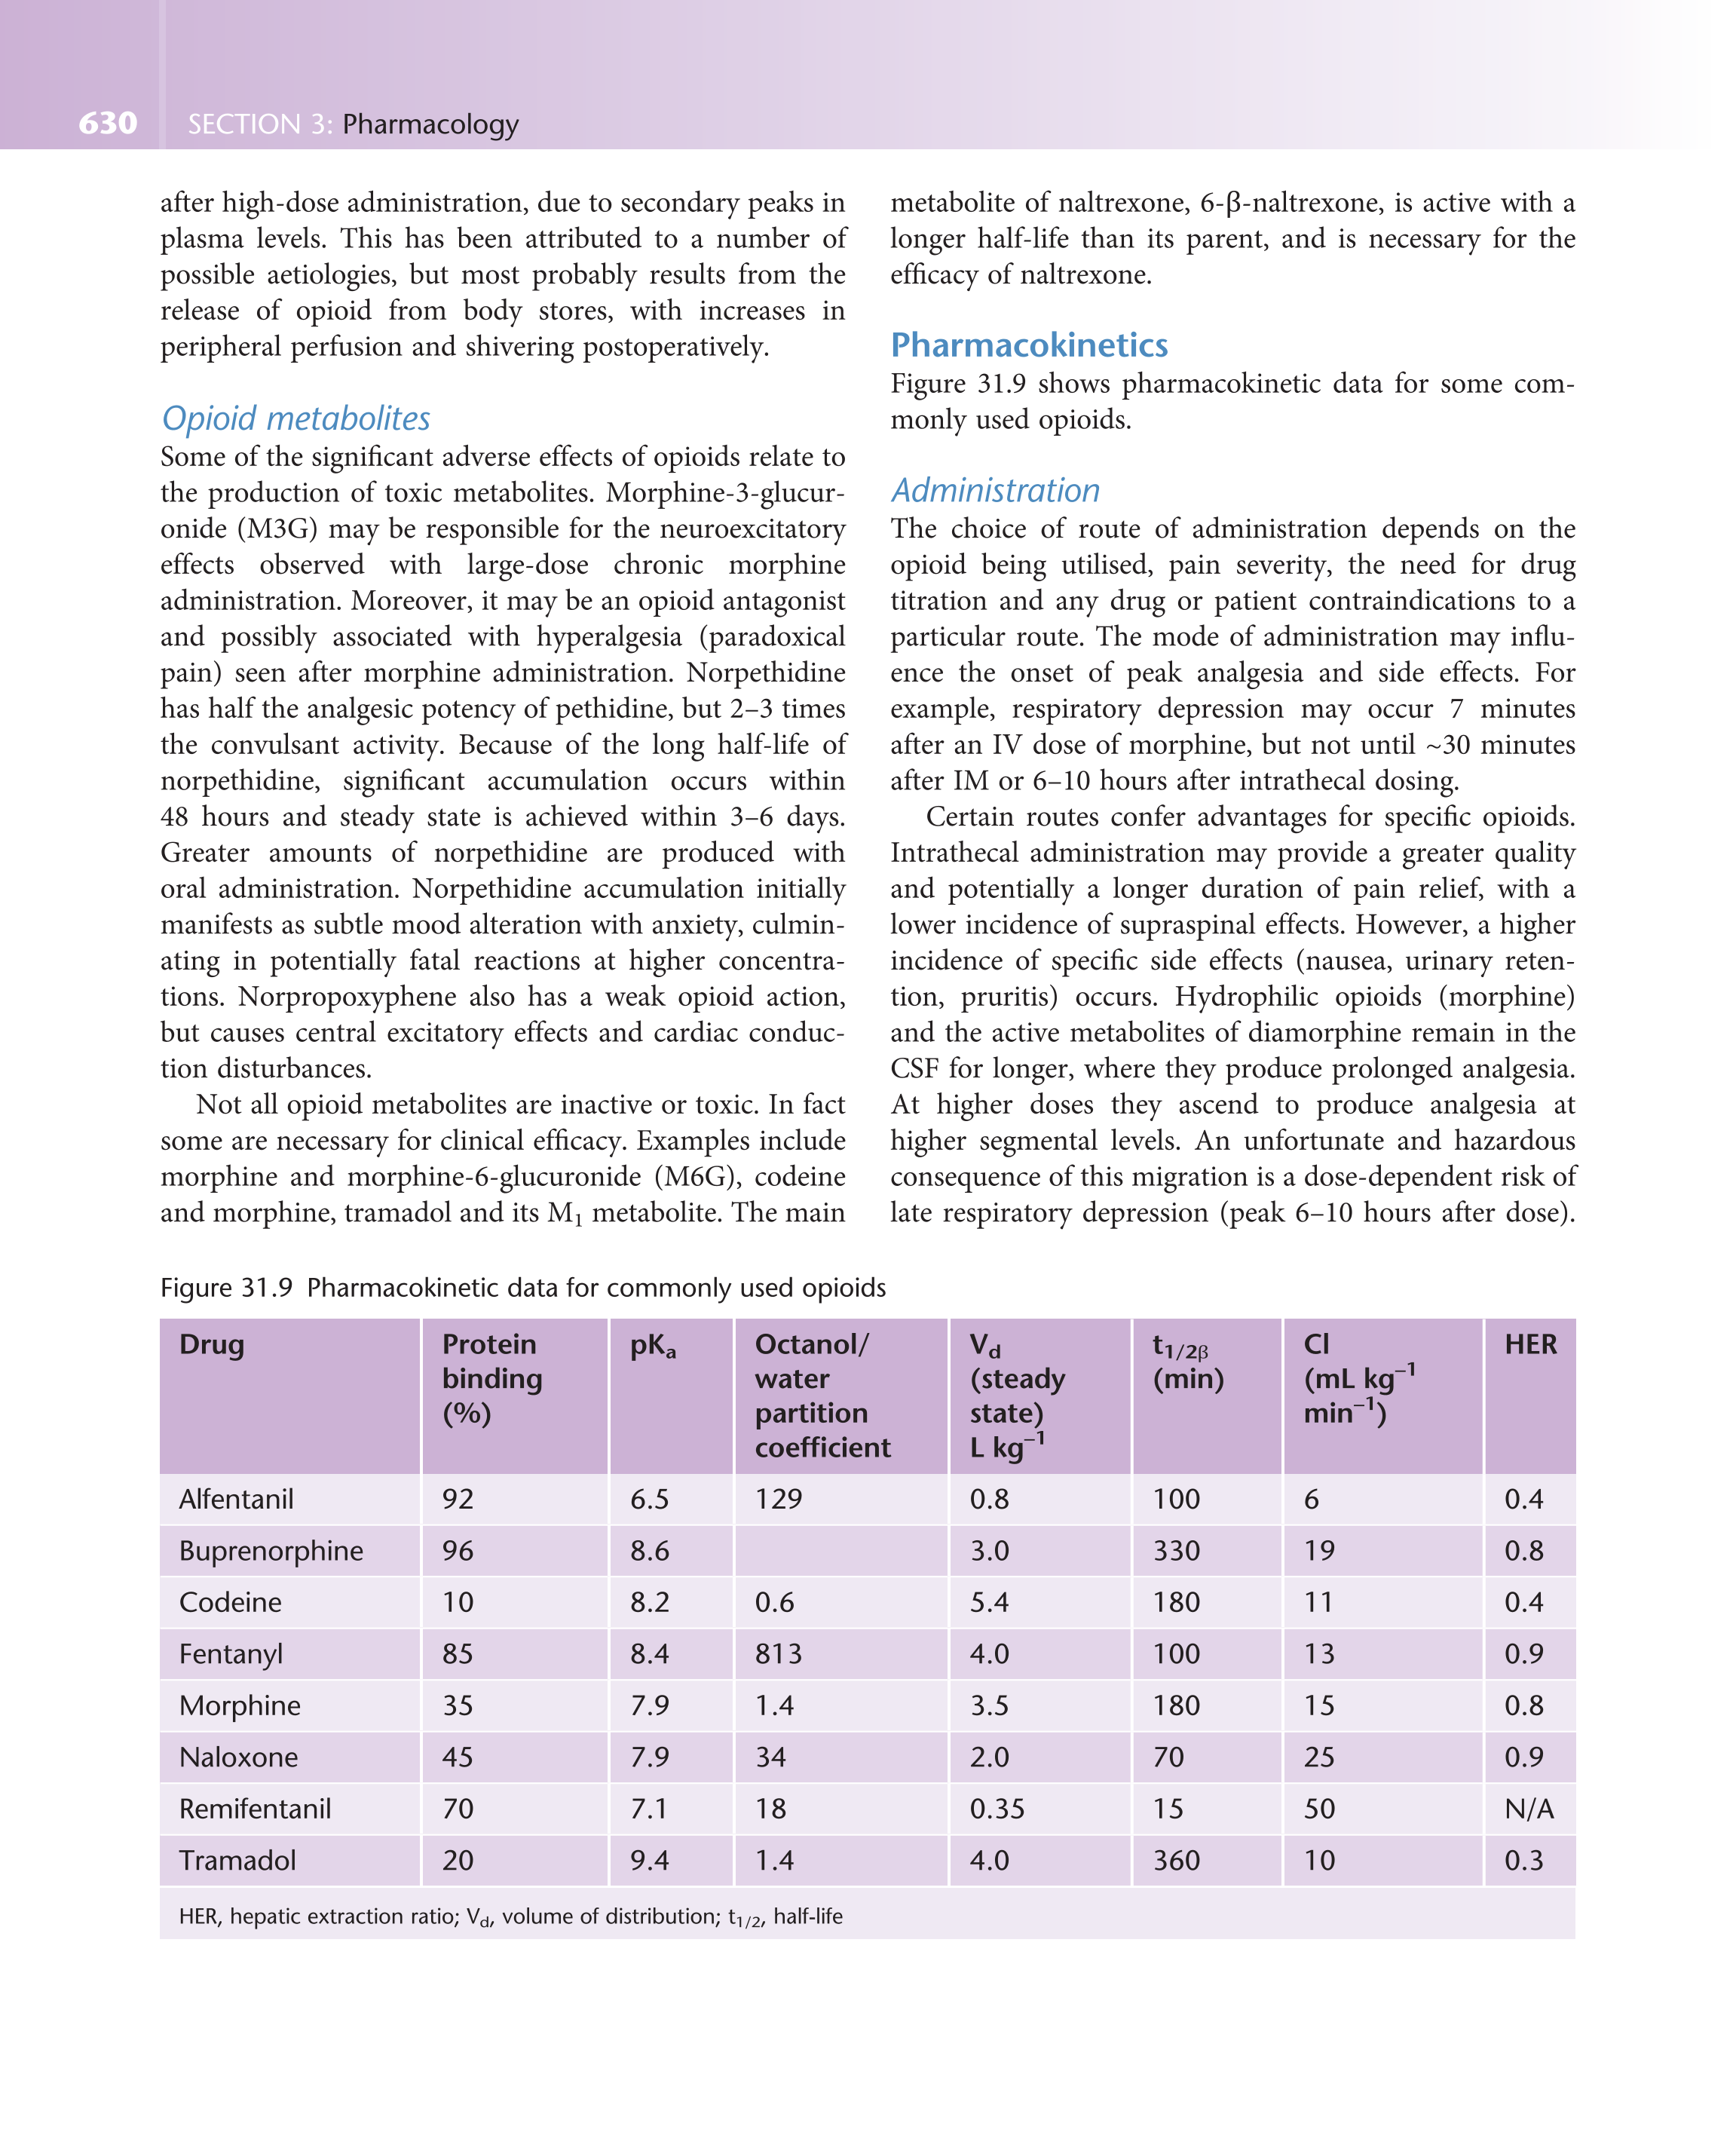 630 SECTION 3: Pharmacology
after high-dose administration, due to secondary peaks in
plasma levels. This has been attributed to a number of
possible aetiologies, but most probably results from the
release of opioid from body stores, with increases in
peripheral perfusion and shivering postoperatively.
Opioid metabolites
Some of the significant adverse effects of opioids relate to
the production of toxic metabolites. Morphine-3-glucur-
onide (M3G) may be responsible for the neuroexcitatory
effects observed with large-dose chronic morphine
administration. Moreover, it may be an opioid antagonist
and possibly associated with hyperalgesia (paradoxical
pain) seen after morphine administration. Norpethidine
has half the analgesic potency of pethidine, but 2–3 times
the convulsant activity. Because of the long half-life of
norpethidine, significant accumulation occurs within
48 hours and steady state is achieved within 3–6 days.
Greater amounts of norpethidine are produced with
oral administration. Norpethidine accumulation initially
manifests as subtle mood alteration with anxiety, culmin-
ating in potentially fatal reactions at higher concentra-
tions. Norpropoxyphene also has a weak opioid action,
but causes central excitatory effects and cardiac conduc-
tion disturbances.
Not all opioid metabolites are inactive or toxic. In fact
some are necessary for clinical efficacy. Examples include
morphine and morphine-6-glucuronide (M6G), codeine
and morphine, tramadol and its M₁ metabolite. The main
metabolite of naltrexone, 6-β-naltrexone, is active with a
longer half-life than its parent, and is necessary for the
efficacy of naltrexone.
Pharmacokinetics
Figure 31.9 shows pharmacokinetic data for some com-
monly used opioids.
Administration
The choice of route of administration depends on the
opioid being utilised, pain severity, the need for drug
titration and any drug or patient contraindications to a
particular route. The mode of administration may influ-
ence the onset of peak analgesia and side effects. For
example, respiratory depression may occur 7 minutes
after an IV dose of morphine, but not until ~30 minutes
after IM or 6–10 hours after intrathecal dosing.
Certain routes confer advantages for specific opioids.
Intrathecal administration may provide a greater quality
and potentially a longer duration of pain relief, with a
lower incidence of supraspinal effects. However, a higher
incidence of specific side effects (nausea, urinary reten-
tion, pruritis) occurs. Hydrophilic opioids (morphine)
and the active metabolites of diamorphine remain in the
CSF for longer, where they produce prolonged analgesia.
At higher doses they ascend to produce analgesia at
higher segmental levels. An unfortunate and hazardous
consequence of this migration is a dose-dependent risk of
late respiratory depression (peak 6–10 hours after dose).
Figure 31.9 Pharmacokinetic data for commonly used opioids
Drug Protein binding (%) pKₐ Octanol/ water partition coefficient V_d (steady state) L kg⁻¹ t₁/₂β (min) Cl (mL kg⁻¹ min⁻¹) HER
Alfentanil 92 6.5 129 0.8 100 6 0.4
Buprenorphine 96 8.6 3.0 330 19 0.8
Codeine 10 8.2 0.6 5.4 180 11 0.4
Fentanyl 85 8.4 813 4.0 100 13 0.9
Morphine 35 7.9 1.4 3.5 180 15 0.8
Naloxone 45 7.9 34 2.0 70 25 0.9
Remifentanil 70 7.1 18 0.35 15 50 N/A
Tramadol 20 9.4 1.4 4.0 360 10 0.3
HER, hepatic extraction ratio; V_d, volume of distribution; t₁/₂, half-life